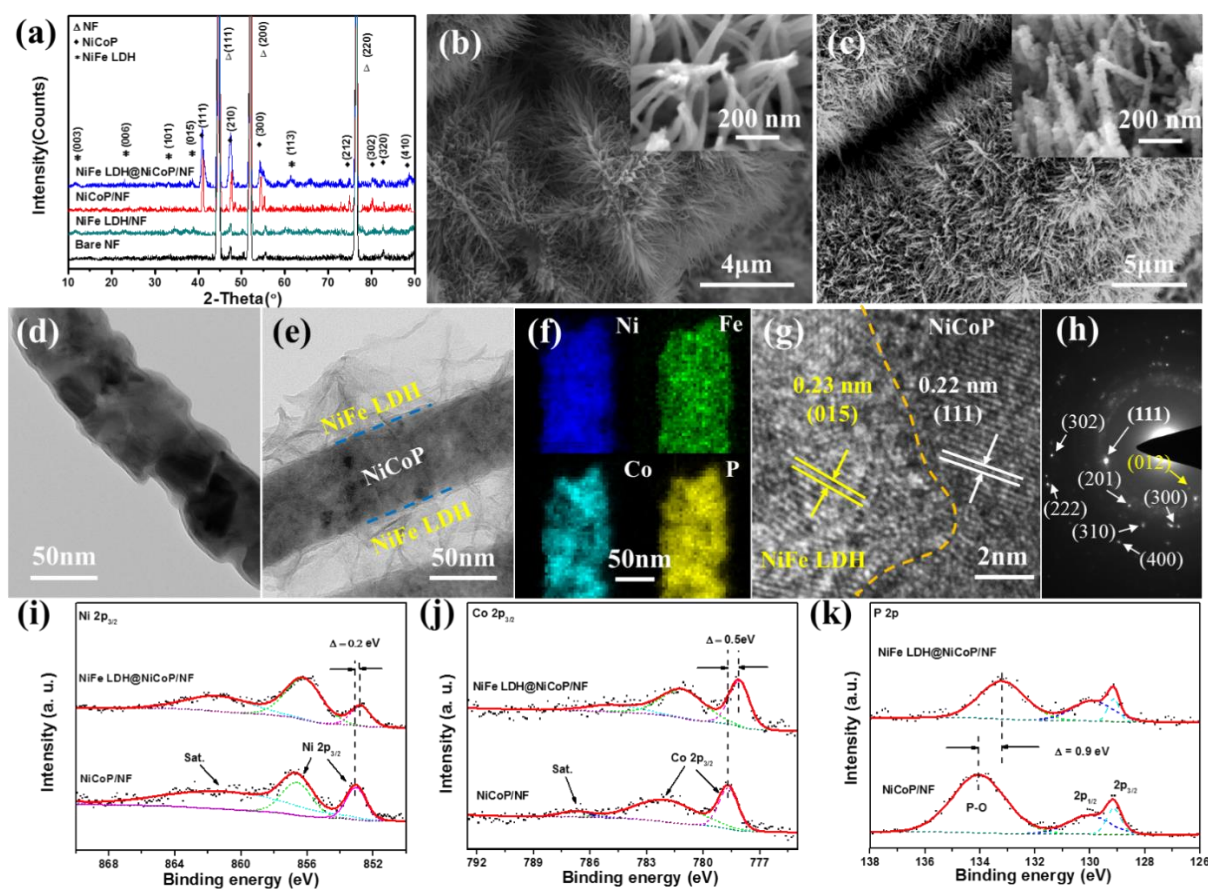 (a)
Δ NF
♦ NiCoP
* NiFe LDH
Intensity(Counts)
* (003)
* (006)
* (101)
* (015)
♦ (111)
Δ (111)
♦ (210)
Δ (200)
♦ (300)
* (113)
Δ (220)
♦ (212)
♦ (302)
♦ (320)
♦ (410)
NiFe LDH@NiCoP/NF
NiCoP/NF
NiFe LDH/NF
Bare NF
10 20 30 40 50 60 70 80 90
2-Theta(°)
(b)
200 nm
4μm
(c)
200 nm
5μm
(d)
50nm
(e)
NiFe LDH
NiCoP
NiFe LDH
50nm
(f)
Ni
Fe
Co
P
50nm
(g)
NiCoP
0.23 nm
(015)
0.22 nm
(111)
NiFe LDH
2nm
(h)
(302)
(111)
(012)
(201)
(300)
(222)
(310)
(400)
(i)
Ni 2p3/2
Δ = 0.2 eV
NiFe LDH@NiCoP/NF
Ni 2p3/2
Sat.
NiCoP/NF
Intensity (a. u.)
868 864 860 856 852
Binding energy (eV)
(j)
Co 2p3/2
Δ = 0.5eV
NiFe LDH@NiCoP/NF
Sat.
Co 2p3/2
NiCoP/NF
Intensity (a. u.)
792 789 786 783 780 777
Binding energy (eV)
(k)
P 2p
NiFe LDH@NiCoP/NF
Δ = 0.9 eV
NiCoP/NF
P-O
2p1/2
2p3/2
Intensity (a.u.)
138 136 134 132 130 128 126
Binding energy (eV)